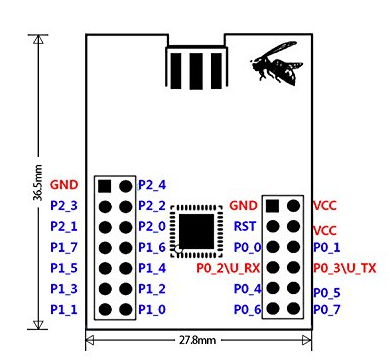 GND P2_4 GND VCC
P2_3 P2_2 RST VCC
P2_1 P2_0 P0_0 P0_1
P1_7 P1_6 P0_2\U_RX P0_3\U_TX
P1_5 P1_4 P0_4 P0_5
P1_3 P1_2 P0_6 P0_7
P1_1 P1_0
36.5mm
27.8mm